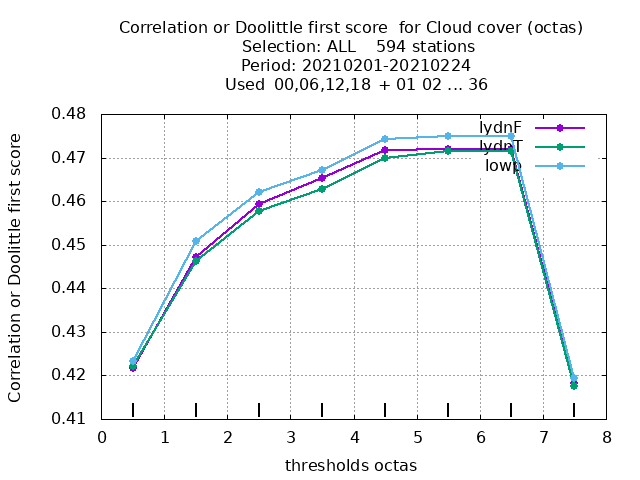 Correlation or Doolittle first score  for Cloud cover (octas)
Selection: ALL    594 stations
Period: 20210201-20210224
Used  00,06,12,18  + 01 02 ... 36
Correlation or Doolittle first score
0.48
0.47
0.46
0.45
0.44
0.43
0.42
0.41
lydnF
lydnT
lowp
0 1 2 3 4 5 6 7 8
thresholds octas